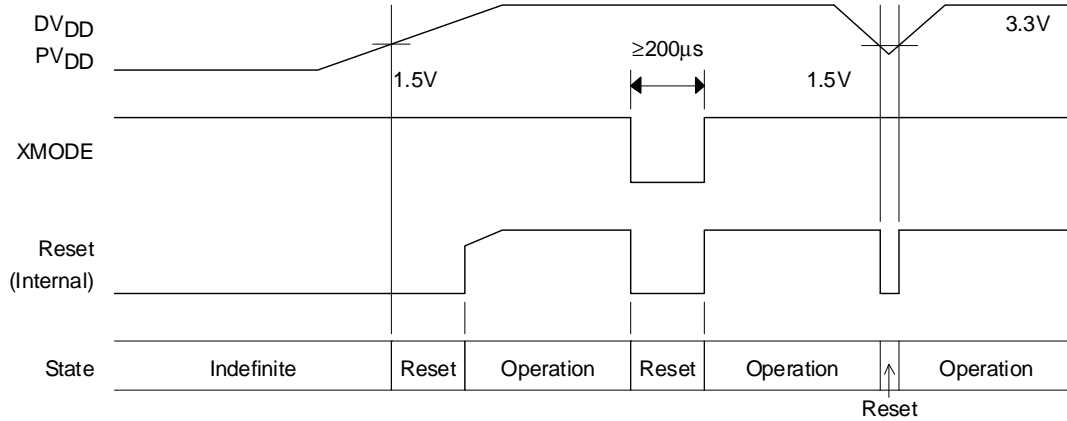 DVDD
PVDD
3.3V
≥200μs
1.5V
1.5V
XMODE
Reset
(Internal)
State
Indefinite
Reset
Operation
Reset
Operation
Operation
Reset